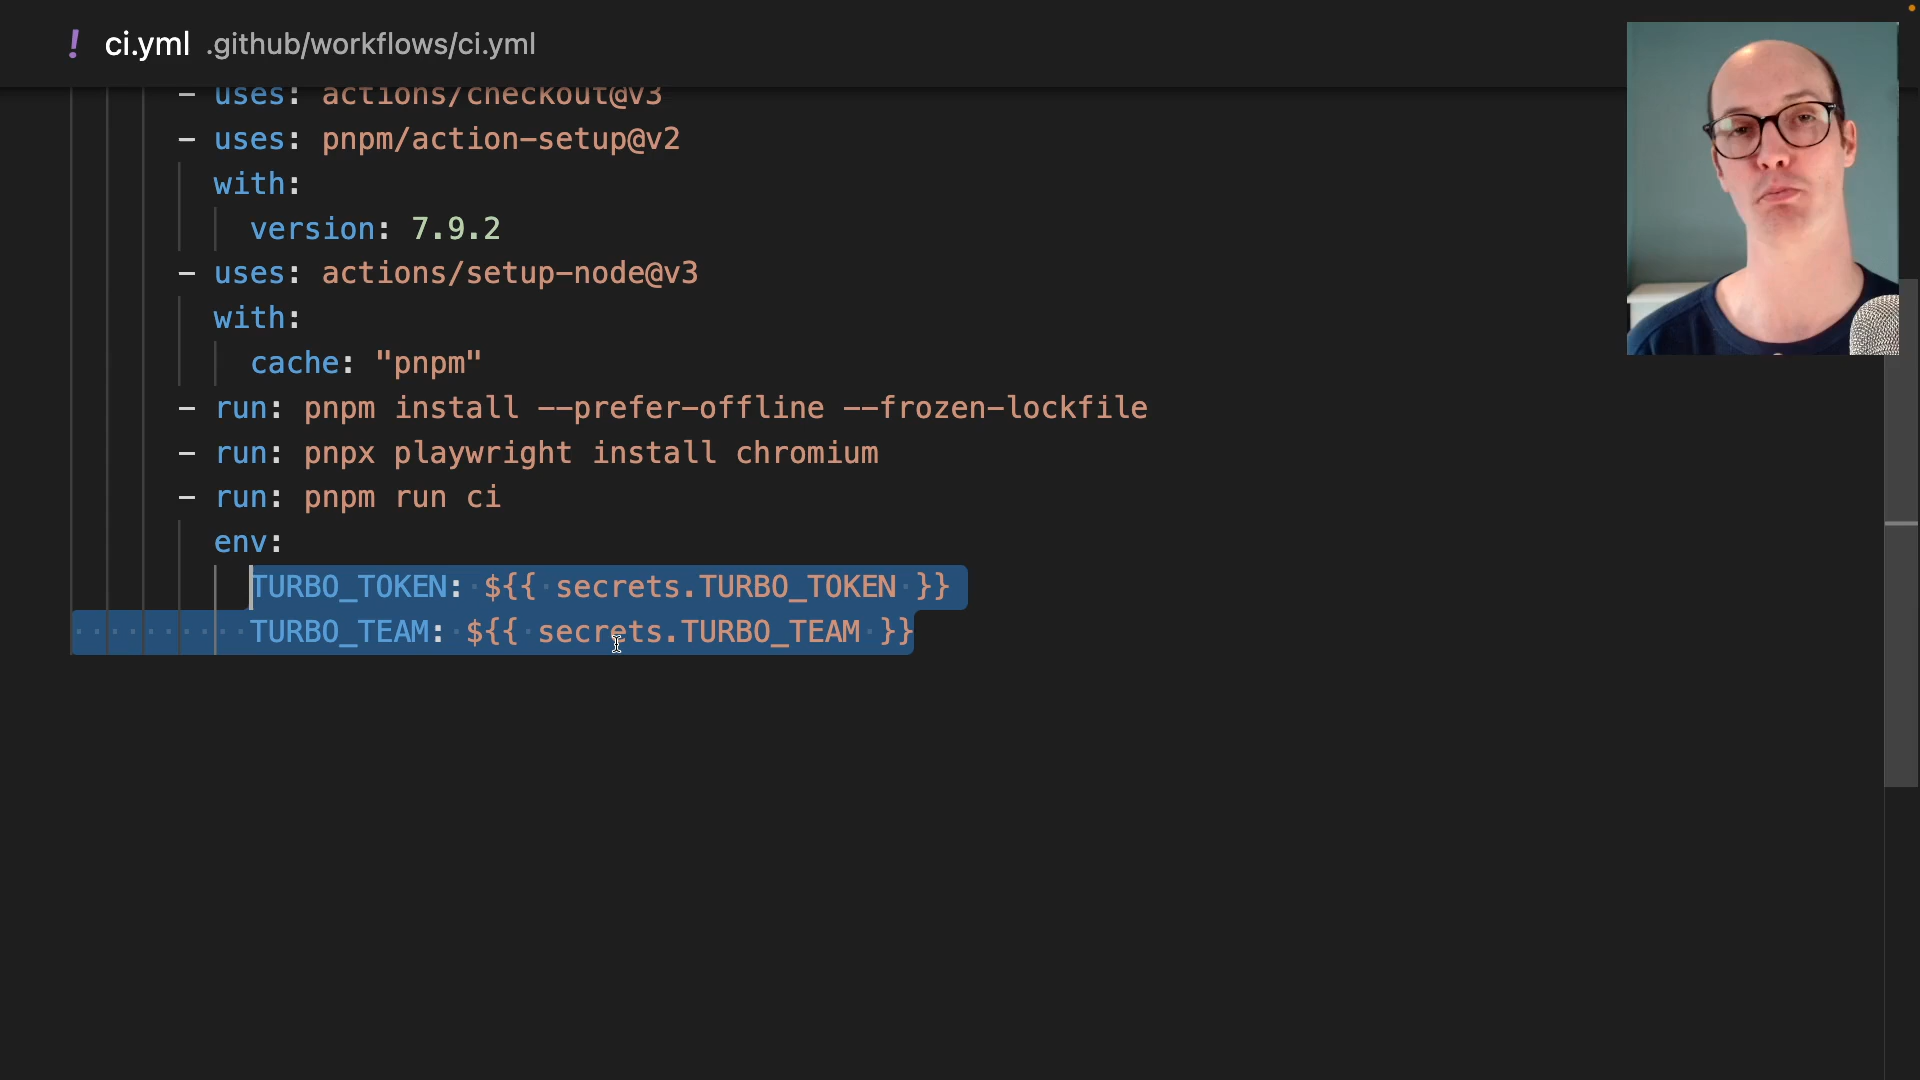 ! ci.yml .github/workflows/ci.yml
- uses: actions/checkout@v3
- uses: pnpm/action-setup@v2
with:
version: 7.9.2
- uses: actions/setup-node@v3
with:
cache: "pnpm"
- run: pnpm install --prefer-offline --frozen-lockfile
- run: pnpx playwright install chromium
- run: pnpm run ci
env:
TURBO_TOKEN: ${{ secrets.TURBO_TOKEN }}
TURBO_TEAM: ${{ secrets.TURBO_TEAM }}